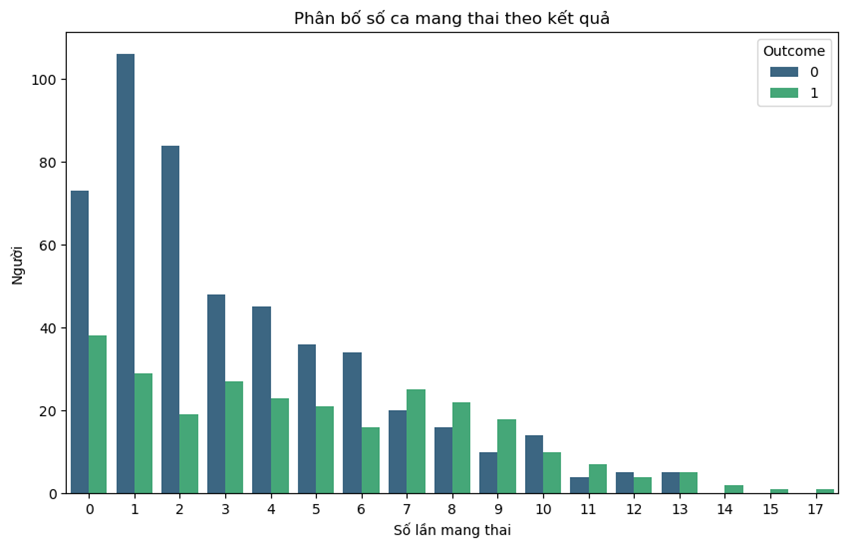 Phân bố số ca mang thai theo kết quả
Outcome
0
1
100
80
60
40
20
0
Người
0 1 2 3 4 5 6 7 8 9 10 11 12 13 14 15 17
Số lần mang thai